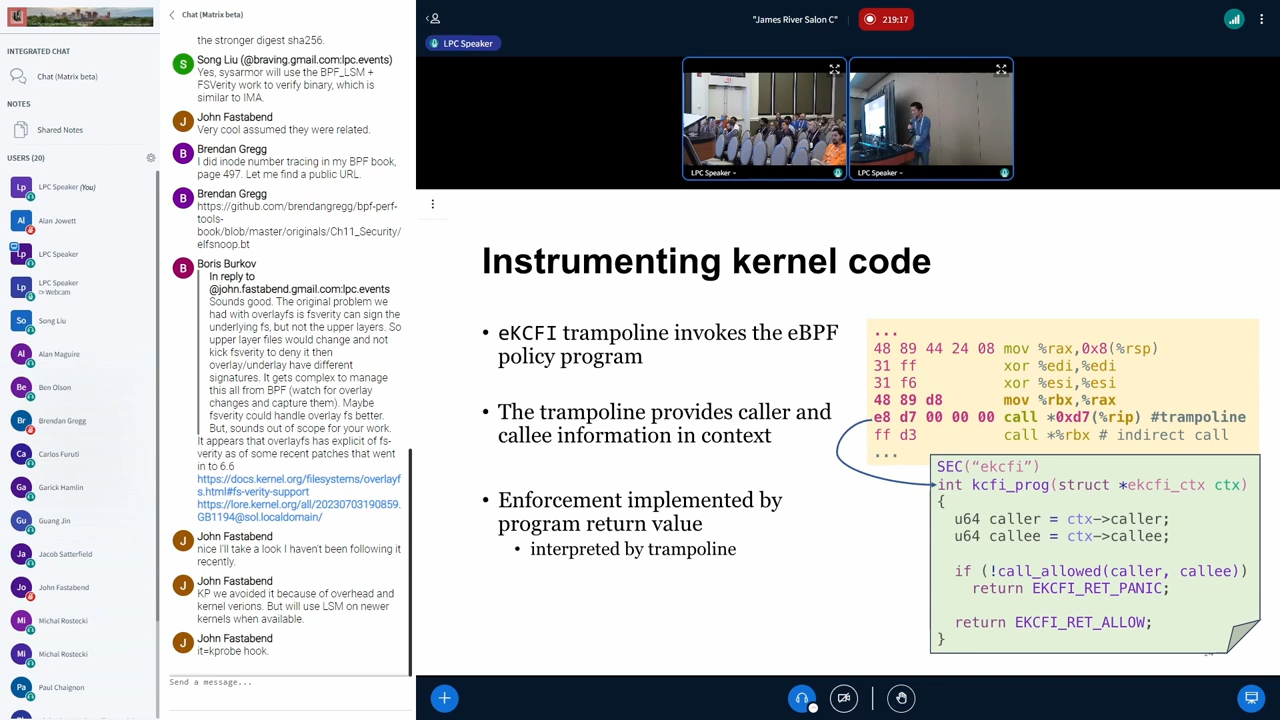 INTEGRATED CHAT
Chat (Matrix beta)
NOTES
Shared Notes
USERS (20)
Lp LPC Speaker (You)
Al Alan Jowett
Lp LPC Speaker
Lp LPC Speaker
Webcam
So Song Liu
Al Alan Maguire
Be Ben Olson
Br Brendan Gregg
Ca Carlos Furuti
Ga Garick Hamlin
Gu Guang Jin
Ja Jacob Satterfield
Jo John Fastabend
Mi Michal Rostecki
Mi Michal Rostecki
Pa Paul Chaignon
Chat (Matrix beta)
the stronger digest sha256.
S Song Liu (@braving.gmail.com:lpc.events)
Yes, sysarmor will use the BPF_LSM +
FSVerity work to verify binary, which is
similar to IMA.
J John Fastabend
Very cool assumed they were related.
B Brendan Gregg
I did inode number tracing in my BPF book,
page 497. Let me find a public URL.
B Brendan Gregg
https://github.com/brendangregg/bpf-perf-
tools-
book/blob/master/originals/Ch11_Security/
elfsnoop.bt
B Boris Burkov
In reply to
@john.fastabend.gmail.com:lpc.events
Sounds good. The original problem we
had with overlayfs is fsverity can sign the
underlying fs, but not the upper layers. So
upper layer files would change and not
kick fsverity to deny it then
overlay/underlay have different
signatures. It gets complex to manage
this all from BPF (watch for overlay
changes and capture them). Maybe
fsverity could handle overlay fs better.
But, sounds out of scope for your work.
It appears that overlayfs has explicit of fs-
verity as of some recent patches that went
in to 6.6
https://docs.kernel.org/filesystems/overlayf
s.html#fs-verity-support
https://lore.kernel.org/all/20230703190859.
GB1194@sol.localdomain/
J John Fastabend
nice I'll take a look I haven't been following it
recently.
J John Fastabend
KP we avoided it because of overhead and
kernel verions. But will use LSM on newer
kernels when available.
J John Fastabend
it=kprobe hook.
Send a message...
"James River Salon C"
219:17
LPC Speaker
LPC Speaker
LPC Speaker
Instrumenting kernel code
• eKCFI trampoline invokes the eBPF
policy program
• The trampoline provides caller and
callee information in context
• Enforcement implemented by
program return value
• interpreted by trampoline
...
48 89 44 24 08 mov %rax,0x8(%rsp)
31 ff xor %edi,%edi
31 f6 xor %esi,%esi
48 89 d8 mov %rbx,%rax
e8 d7 00 00 00 call *0xd7(%rip) #trampoline
ff d3 call *%rbx # indirect call
...
SEC(“ekcfi”)
int kcfi_prog(struct *ekcfi_ctx ctx)
{
u64 caller = ctx->caller;
u64 callee = ctx->callee;
if (!call_allowed(caller, callee))
return EKCFI_RET_PANIC;
return EKCFI_RET_ALLOW;
}